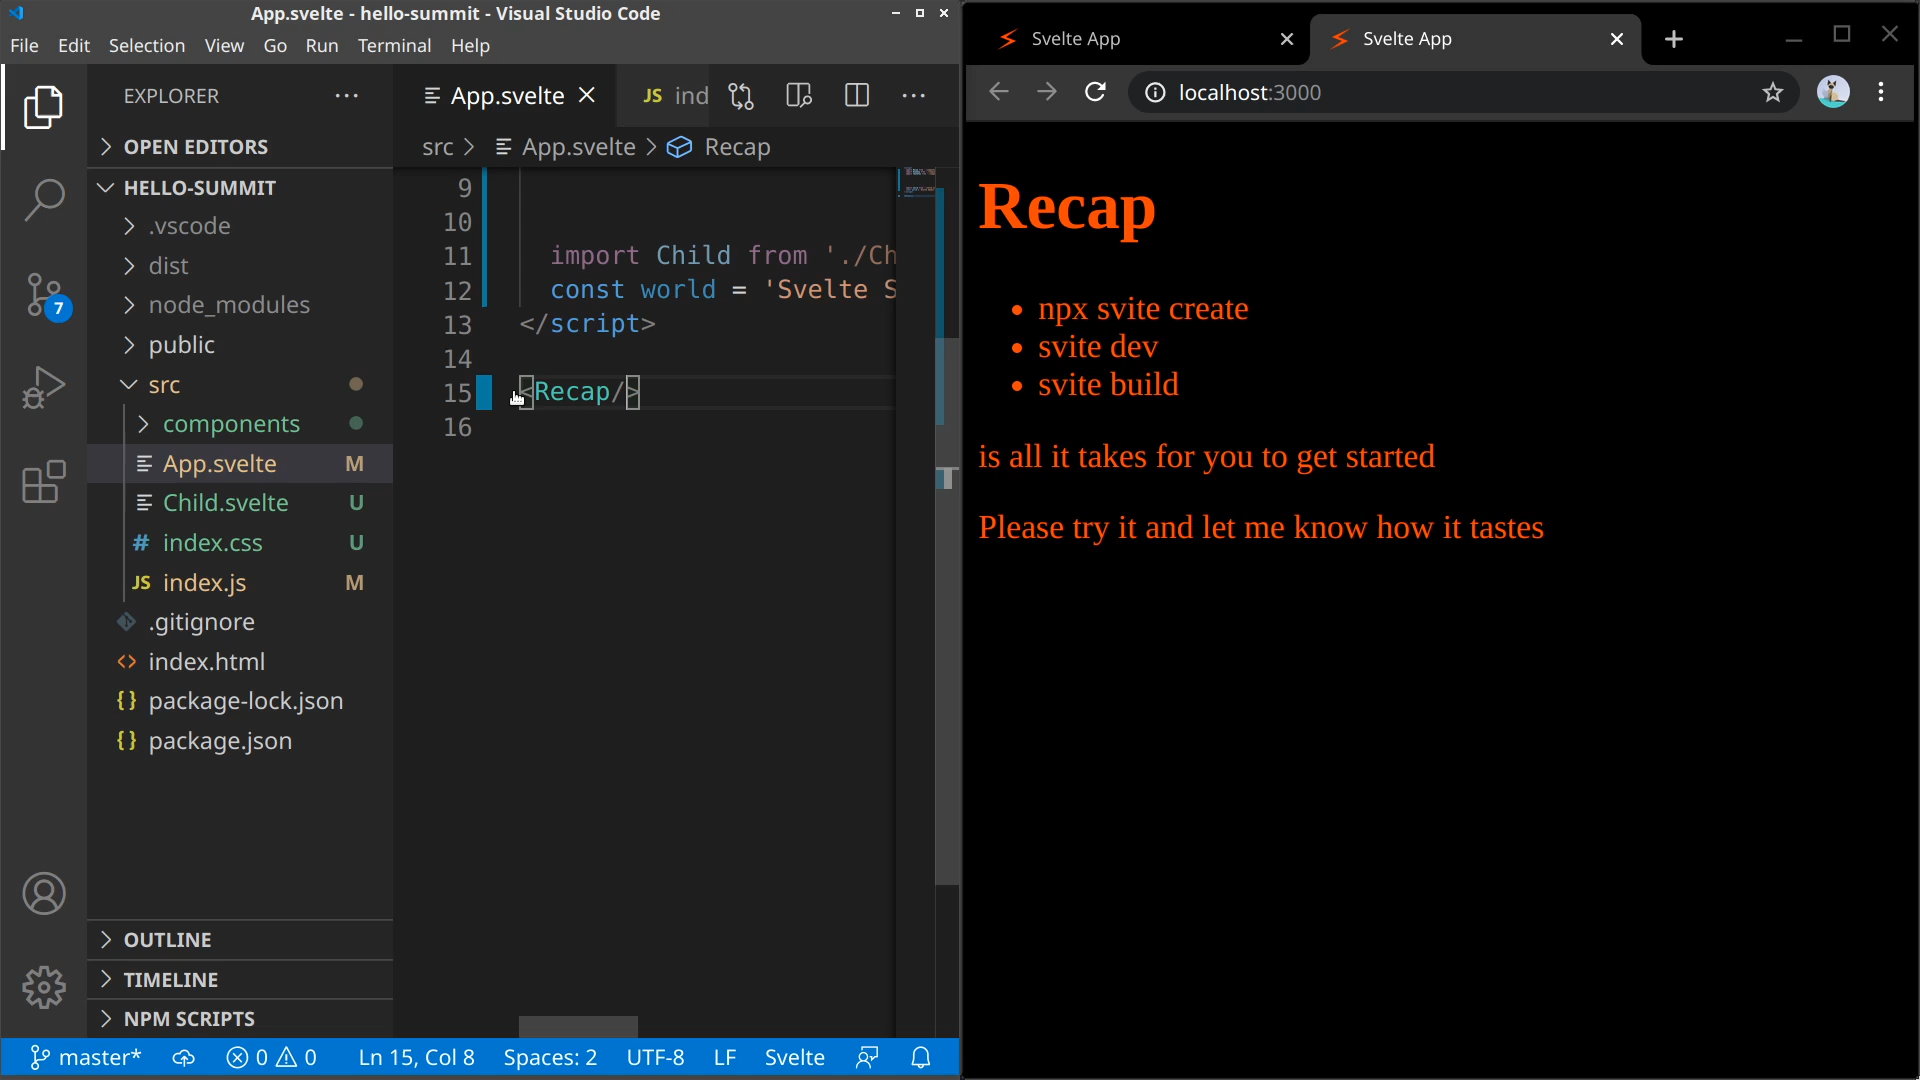 App.svelte - hello-summit - Visual Studio Code
File Edit Selection View Go Run Terminal Help
EXPLORER
OPEN EDITORS
HELLO-SUMMIT
.vscode
dist
node_modules
public
src
components
App.svelte M
Child.svelte U
# index.css U
JS index.js M
.gitignore
<> index.html
{} package-lock.json
{} package.json
OUTLINE
TIMELINE
NPM SCRIPTS
7
App.svelte JS ind
src > App.svelte > Recap
9
10
11 import Child from './Ch
12 const world = 'Svelte S
13 </script>
14
15 <Recap/>
16
master* 0 0 Ln 15, Col 8 Spaces: 2 UTF-8 LF Svelte
Svelte App Svelte App
localhost:3000
Recap
• npx svite create
• svite dev
• svite build
is all it takes for you to get started
Please try it and let me know how it tastes